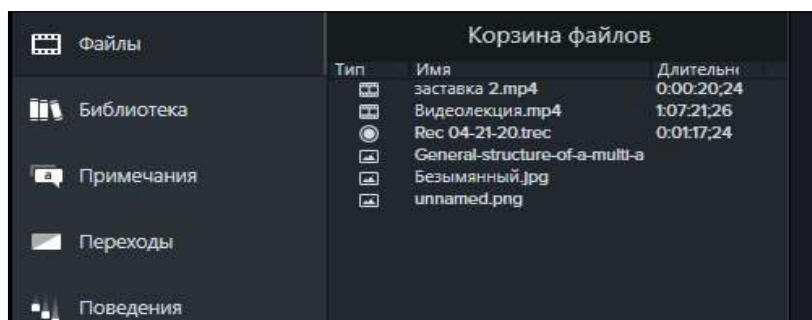 Файлы
Библиотека
a
Примечания
Переходы
Поведения
Корзина файлов
Тип Имя Длительно
заставка 2.mp4 0:00:20;24
Видеолекция.mp4 1:07:21;26
Rec 04-21-20.trec 0:01:17;24
General-structure-of-a-multi-a
Безымянный.jpg
unnamed.png